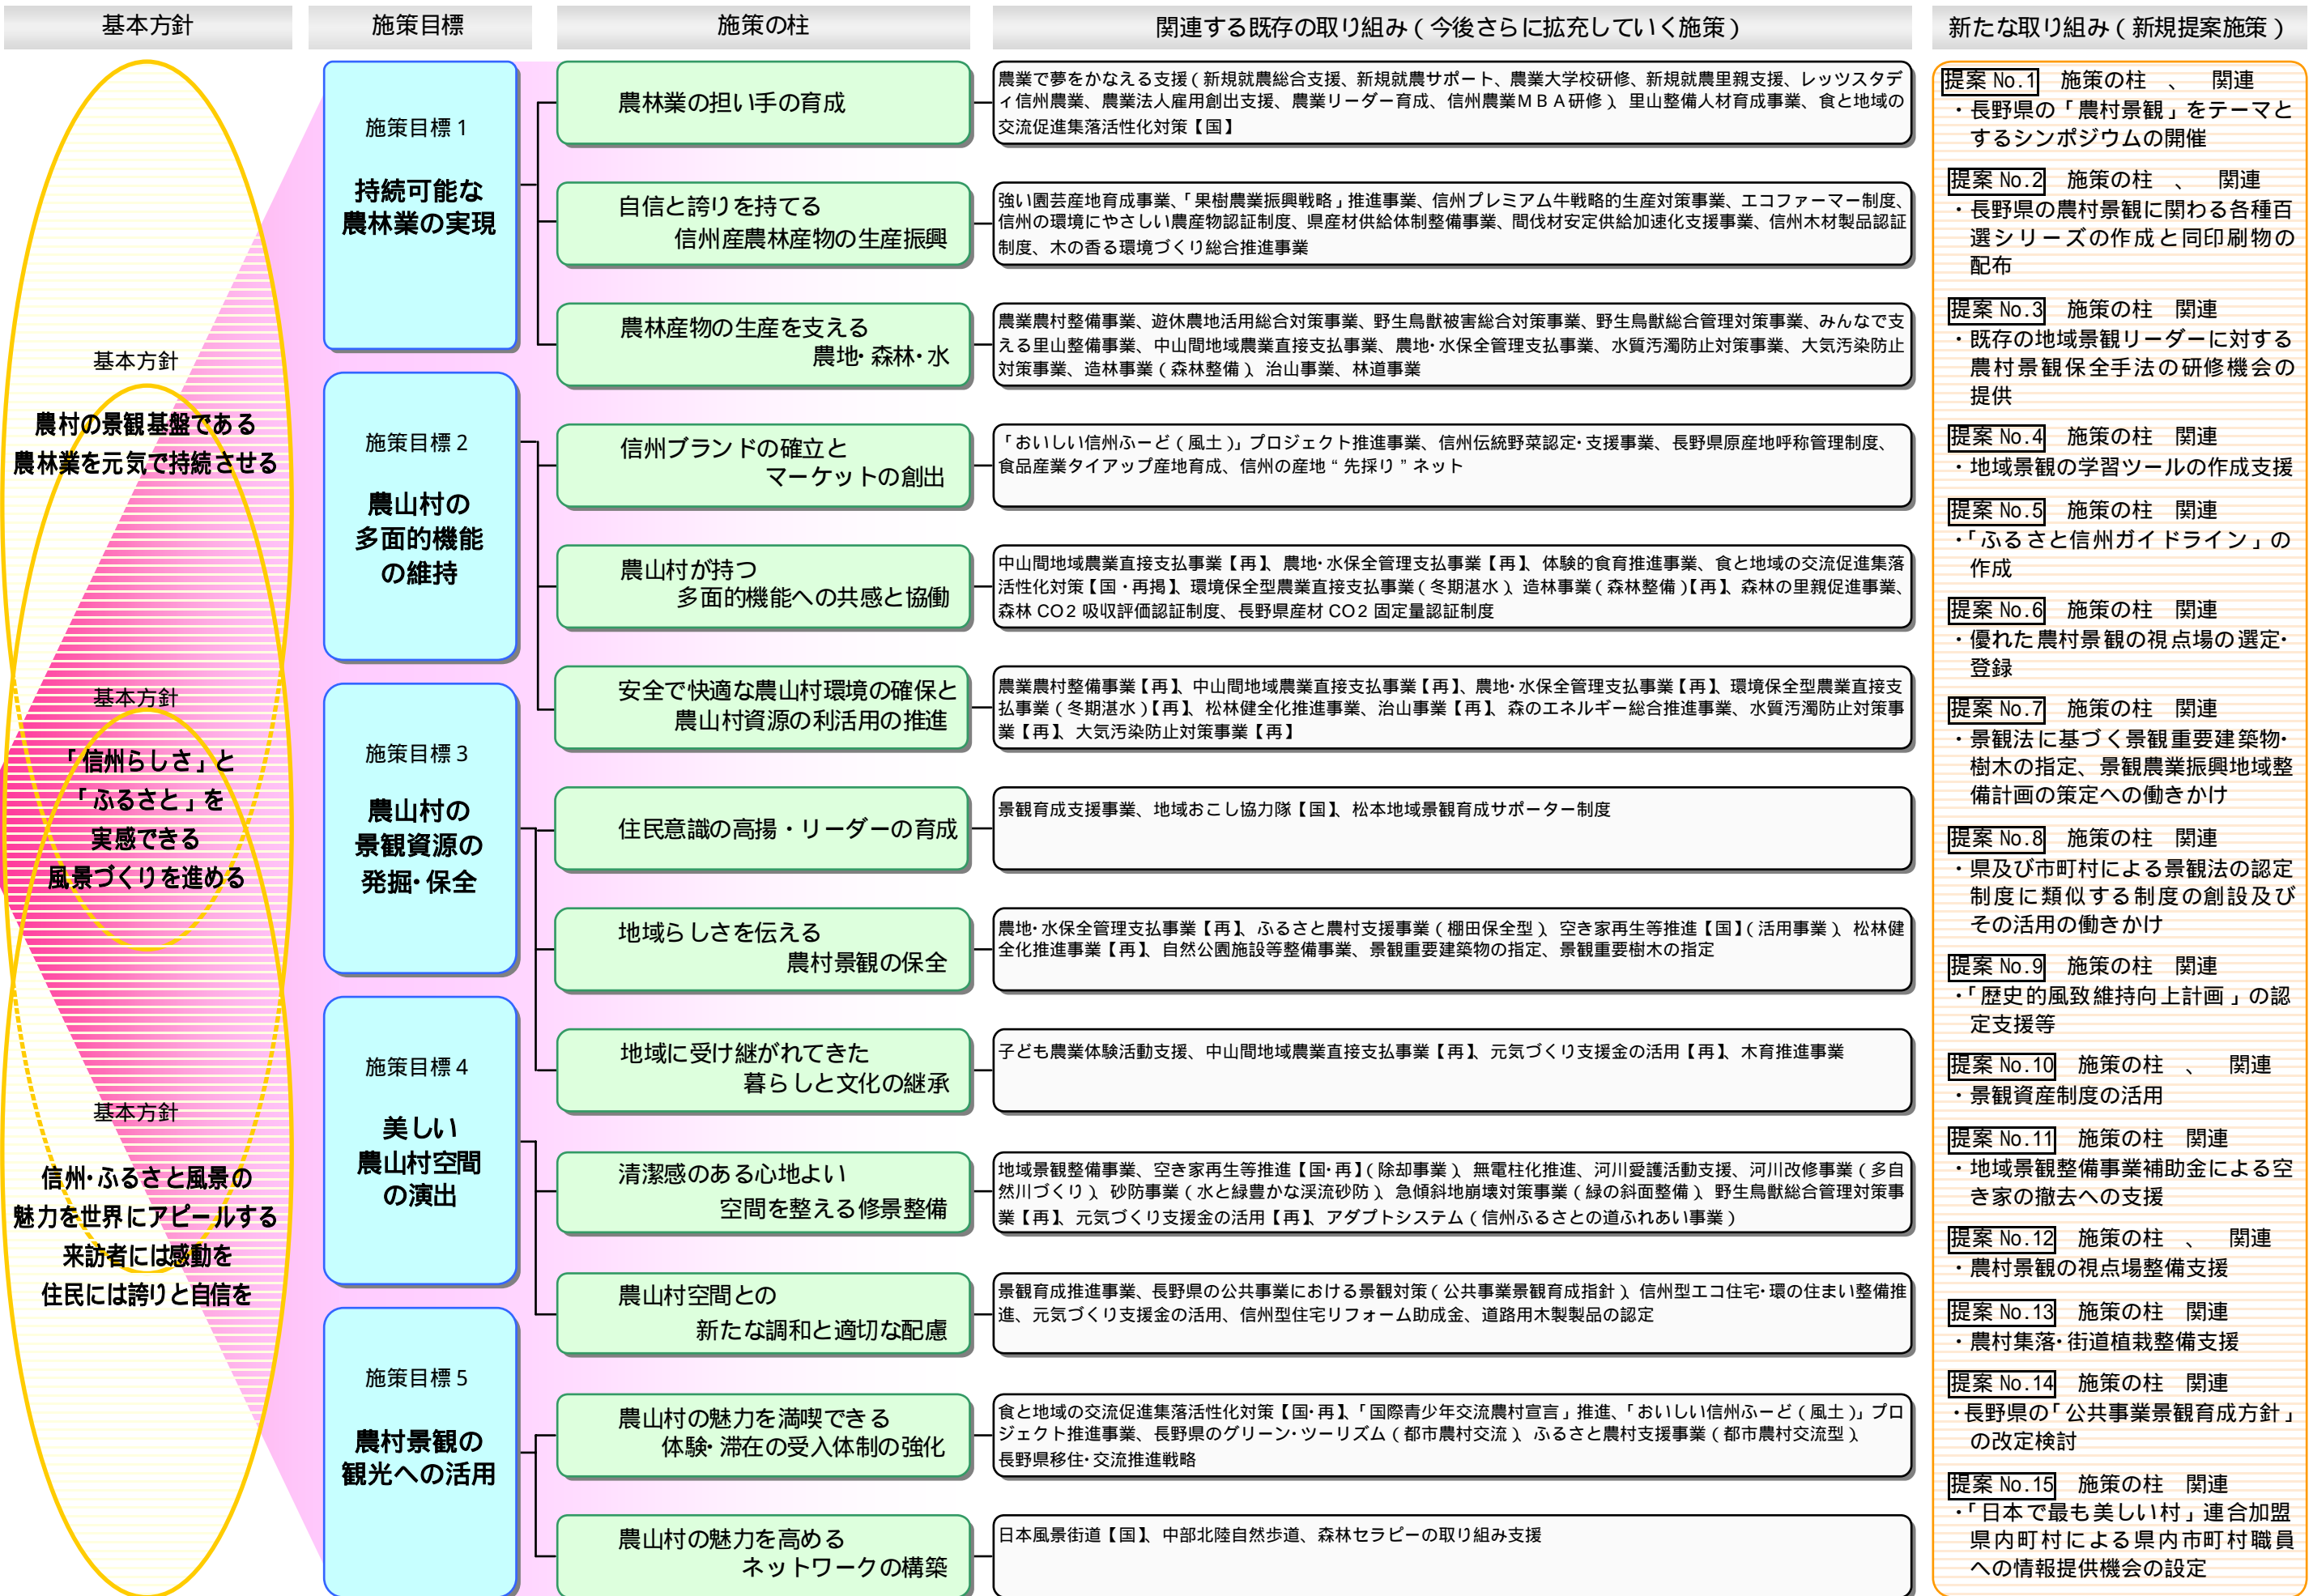 基本方針
施策目標
施策の柱
関連する既存の取り組み（今後さらに拡充していく施策）
新たな取り組み（新規提案施策）
基本方針
農村の景観基盤である
農林業を元気で持続させる
基本方針
「信州らしさ」と
「ふるさと」を
実感できる
風景づくりを進める
基本方針
信州・ふるさと風景の
魅力を世界にアピールする
来訪者には感動を
住民には誇りと自信を
施策目標 1
持続可能な
農林業の実現
施策目標 2
農山村の
多面的機能
の維持
施策目標 3
農山村の
景観資源の
発掘・保全
施策目標 4
美しい
農山村空間
の演出
施策目標 5
農村景観の
観光への活用
農林業の担い手の育成
農業で夢をかなえる支援（新規就農総合支援、新規就農サポート、農業大学校研修、新規就農里親支援、レッツスタデ
ィ信州農業、農業法人雇用創出支援、農業リーダー育成、信州農業ＭＢＡ研修）、里山整備人材育成事業、食と地域の
交流促進集落活性化対策【国】
自信と誇りを持てる
信州産農林産物の生産振興
強い園芸産地育成事業、「果樹農業振興戦略」推進事業、信州プレミアム牛戦略的生産対策事業、エコファーマー制度、
信州の環境にやさしい農産物認証制度、県産材供給体制整備事業、間伐材安定供給加速化支援事業、信州木材製品認証
制度、木の香る環境づくり総合推進事業
農林産物の生産を支える
農地・森林・水
農業農村整備事業、遊休農地活用総合対策事業、野生鳥獣被害総合対策事業、野生鳥獣総合管理対策事業、みんなで支
える里山整備事業、中山間地域農業直接支払事業、農地・水保全管理支払事業、水質汚濁防止対策事業、大気汚染防止
対策事業、造林事業（森林整備）、治山事業、林道事業
信州ブランドの確立と
マーケットの創出
「おいしい信州ふーど（風土）」プロジェクト推進事業、信州伝統野菜認定・支援事業、長野県原産地呼称管理制度、
食品産業タイアップ産地育成、信州の産地“先採り”ネット
農山村が持つ
多面的機能への共感と協働
中山間地域農業直接支払事業【再】、農地・水保全管理支払事業【再】、体験的食育推進事業、食と地域の交流促進集落
活性化対策【国・再掲】、環境保全型農業直接支払事業（冬期湛水）、造林事業（森林整備）【再】、森林の里親促進事業、
森林 CO2 吸収評価認証制度、長野県産材 CO2 固定量認証制度
安全で快適な農山村環境の確保と
農山村資源の利活用の推進
農業農村整備事業【再】、中山間地域農業直接支払事業【再】、農地・水保全管理支払事業【再】、環境保全型農業直接支
払事業（冬期湛水）【再】、松林健全化推進事業、治山事業【再】、森のエネルギー総合推進事業、水質汚濁防止対策事
業【再】、大気汚染防止対策事業【再】
住民意識の高揚・リーダーの育成
景観育成支援事業、地域おこし協力隊【国】、松本地域景観育成サポーター制度
地域らしさを伝える
農村景観の保全
農地・水保全管理支払事業【再】、ふるさと農村支援事業（棚田保全型）、空き家再生等推進【国】（活用事業）、松林健
全化推進事業【再】、自然公園施設等整備事業、景観重要建築物の指定、景観重要樹木の指定
地域に受け継がれてきた
暮らしと文化の継承
子ども農業体験活動支援、中山間地域農業直接支払事業【再】、元気づくり支援金の活用【再】、木育推進事業
清潔感のある心地よい
空間を整える修景整備
地域景観整備事業、空き家再生等推進【国・再】（除却事業）、無電柱化推進、河川愛護活動支援、河川改修事業（多自
然川づくり）、砂防事業（水と緑豊かな渓流砂防）、急傾斜地崩壊対策事業（緑の斜面整備）、野生鳥獣総合管理対策事
業【再】、元気づくり支援金の活用【再】、アダプトシステム（信州ふるさとの道ふれあい事業）
農山村空間との
新たな調和と適切な配慮
景観育成推進事業、長野県の公共事業における景観対策（公共事業景観育成指針）、信州型エコ住宅・環の住まい整備推
進、元気づくり支援金の活用、信州型住宅リフォーム助成金、道路用木製製品の認定
農山村の魅力を満喫できる
体験・滞在の受入体制の強化
食と地域の交流促進集落活性化対策【国・再】、「国際青少年交流農村宣言」推進、「おいしい信州ふーど（風土）」プロ
ジェクト推進事業、長野県のグリーン・ツーリズム（都市農村交流）、ふるさと農村支援事業（都市農村交流型）、
長野県移住・交流推進戦略
農山村の魅力を高める
ネットワークの構築
日本風景街道【国】、中部北陸自然歩道、森林セラピーの取り組み支援
提案 No.1　施策の柱　、　関連
・長野県の「農村景観」をテーマと
するシンポジウムの開催
提案 No.2　施策の柱　、　関連
・長野県の農村景観に関わる各種百
選シリーズの作成と同印刷物の
配布
提案 No.3　施策の柱　関連
・既存の地域景観リーダーに対する
農村景観保全手法の研修機会の
提供
提案 No.4　施策の柱　関連
・地域景観の学習ツールの作成支援
提案 No.5　施策の柱　関連
・「ふるさと信州ガイドライン」の
作成
提案 No.6　施策の柱　関連
・優れた農村景観の視点場の選定・
登録
提案 No.7　施策の柱　関連
・景観法に基づく景観重要建築物・
樹木の指定、景観農業振興地域整
備計画の策定への働きかけ
提案 No.8　施策の柱　関連
・県及び市町村による景観法の認定
制度に類似する制度の創設及び
その活用の働きかけ
提案 No.9　施策の柱　関連
・「歴史的風致維持向上計画」の認
定支援等
提案 No.10　施策の柱　、　関連
・景観資産制度の活用
提案 No.11　施策の柱　関連
・地域景観整備事業補助金による空
き家の撤去への支援
提案 No.12　施策の柱　、　関連
・農村景観の視点場整備支援
提案 No.13　施策の柱　関連
・農村集落・街道植栽整備支援
提案 No.14　施策の柱　関連
・長野県の「公共事業景観育成方針」
の改定検討
提案 No.15　施策の柱　関連
・「日本で最も美しい村」連合加盟
県内町村による県内市町村職員
への情報提供機会の設定